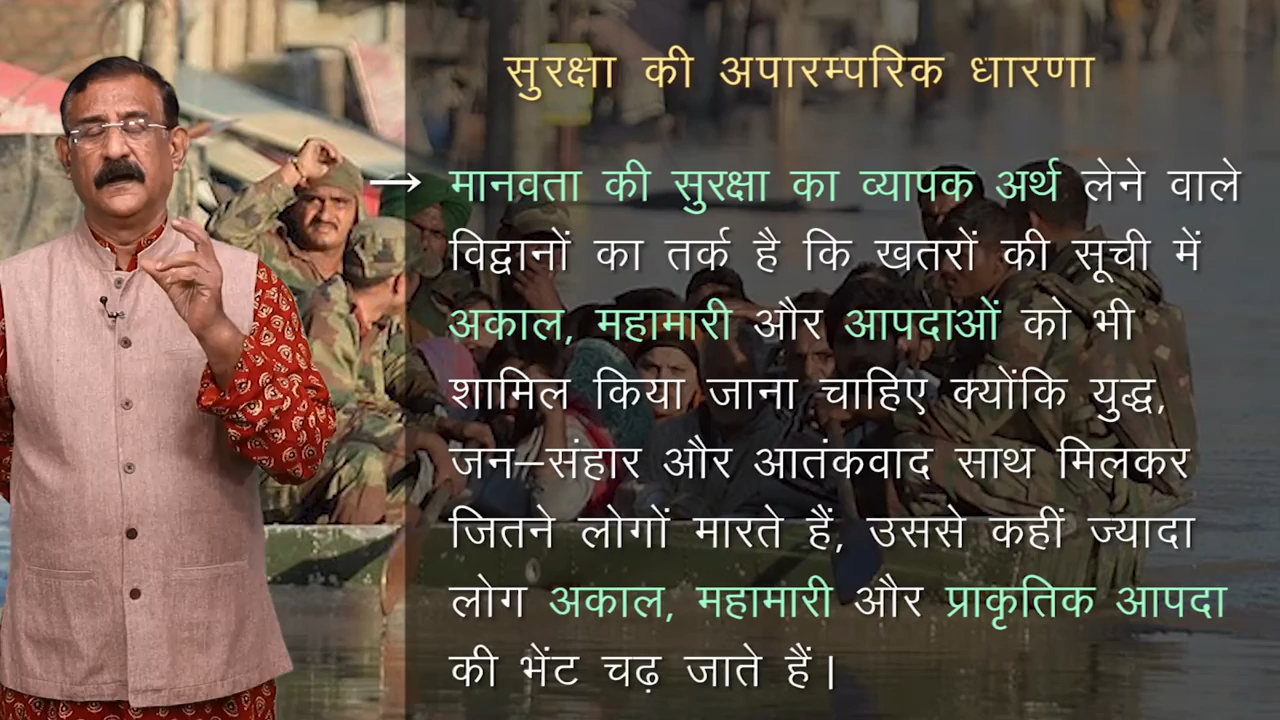 सुरक्षा की अपारम्परिक धारणा
→ मानवता की सुरक्षा का व्यापक अर्थ लेने वाले
विद्वानों का तर्क है कि खतरों की सूची में
अकाल, महामारी और आपदाओं को भी
शामिल किया जाना चाहिए क्योंकि युद्ध,
जन–संहार और आतंकवाद साथ मिलकर
जितने लोगों मारते हैं, उससे कहीं ज्यादा
लोग अकाल, महामारी और प्राकृतिक आपदा
की भेंट चढ़ जाते हैं।